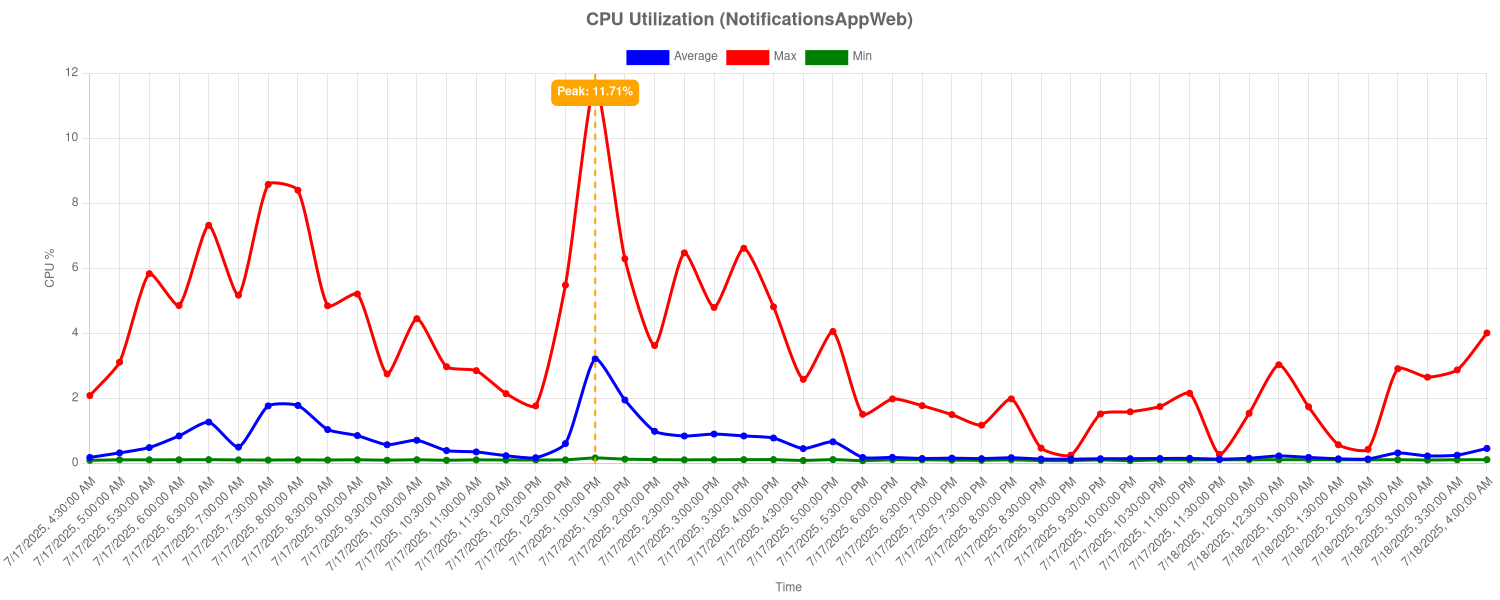 CPU Utilization (NotificationsAppWeb)
Average Max Min
12
Peak: 11.71%
10
8
6
4
2
0
CPU %
7/17/2025, 4:30:00 AM
7/17/2025, 5:00:00 AM
7/17/2025, 5:30:00 AM
7/17/2025, 6:00:00 AM
7/17/2025, 6:30:00 AM
7/17/2025, 7:00:00 AM
7/17/2025, 7:30:00 AM
7/17/2025, 8:00:00 AM
7/17/2025, 8:30:00 AM
7/17/2025, 9:00:00 AM
7/17/2025, 9:30:00 AM
7/17/2025, 10:00:00 AM
7/17/2025, 10:30:00 AM
7/17/2025, 11:00:00 AM
7/17/2025, 11:30:00 AM
7/17/2025, 12:00:00 PM
7/17/2025, 12:30:00 PM
7/17/2025, 1:00:00 PM
7/17/2025, 1:30:00 PM
7/17/2025, 2:00:00 PM
7/17/2025, 2:30:00 PM
7/17/2025, 3:00:00 PM
7/17/2025, 3:30:00 PM
7/17/2025, 4:00:00 PM
7/17/2025, 4:30:00 PM
7/17/2025, 5:00:00 PM
7/17/2025, 5:30:00 PM
7/17/2025, 6:00:00 PM
7/17/2025, 6:30:00 PM
7/17/2025, 7:00:00 PM
7/17/2025, 7:30:00 PM
7/17/2025, 8:00:00 PM
7/17/2025, 8:30:00 PM
7/17/2025, 9:00:00 PM
7/17/2025, 9:30:00 PM
7/17/2025, 10:00:00 PM
7/17/2025, 10:30:00 PM
7/17/2025, 11:00:00 PM
7/17/2025, 11:30:00 PM
7/18/2025, 12:00:00 AM
7/18/2025, 12:30:00 AM
7/18/2025, 1:00:00 AM
7/18/2025, 1:30:00 AM
7/18/2025, 2:00:00 AM
7/18/2025, 2:30:00 AM
7/18/2025, 3:00:00 AM
7/18/2025, 3:30:00 AM
7/18/2025, 4:00:00 AM
Time